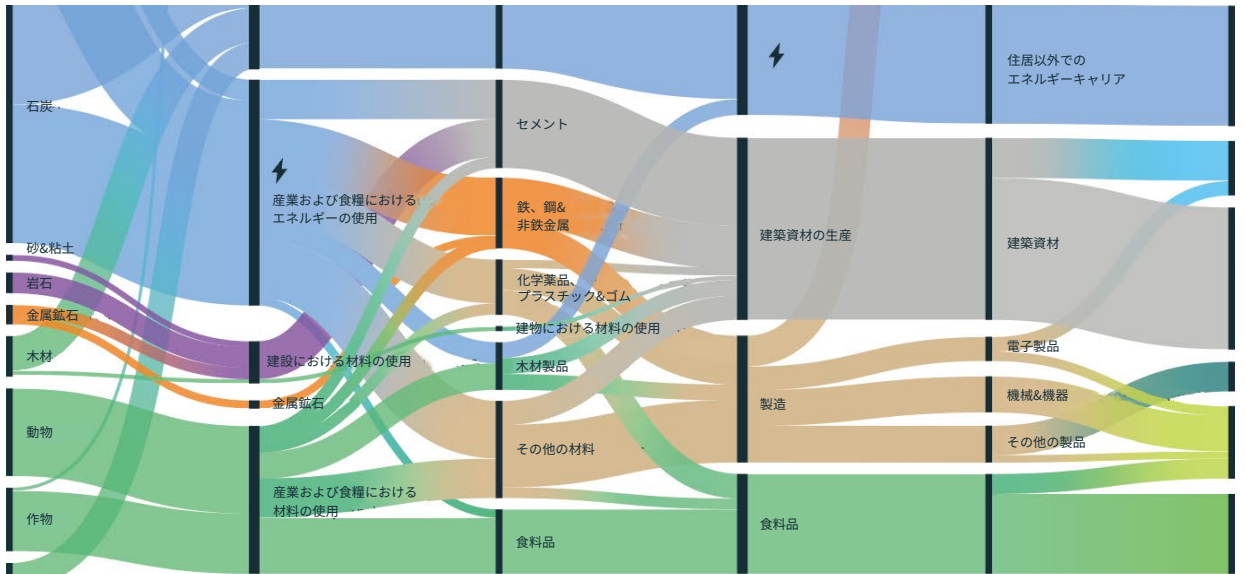 石炭
砂&粘土
岩石
金属鉱石
木材
動物
作物
産業および食糧における
エネルギーの使用
建設における材料の使用
金属鉱石
産業および食糧における
材料の使用
セメント
鉄、鋼&
非鉄金属
化学薬品、
プラスチック&ゴム
建物における材料の使用
木材製品
その他の材料
食料品
建築資材の生産
製造
食料品
住居以外での
エネルギーキャリア
建築資材
電子製品
機械&機器
その他の製品